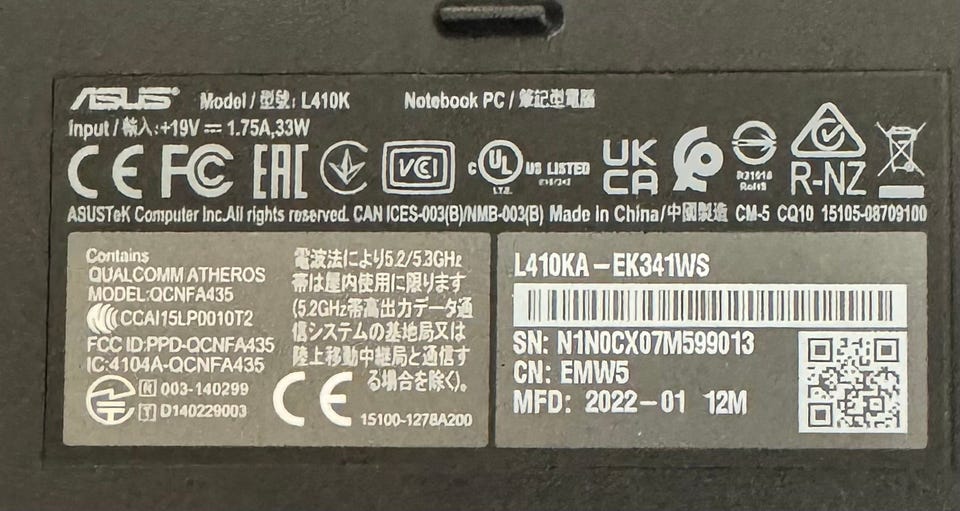 ASUS Model / 型號: L410K Notebook PC / 筆記型電腦
Input / 輸入: +19V ⎓ 1.75A,33W
CE FC EAC VCCI c UL US LISTED I.T.E. UK CA R31018 RoHS R-NZ
ASUSTeK Computer Inc.All rights reserved. CAN ICES-003(B)/NMB-003(B) Made in China/中國製造 CM-5 CQ10 15105-08709100
Contains
QUALCOMM ATHEROS
MODEL:QCNFA435
CCAI15LP0010T2
FCC ID:PPD-QCNFA435
IC:4104A-QCNFA435
R 003-140299
T D140229003
電波法により5.2/5.3GHz
帯は屋内使用に限ります
(5.2GHz帯高出力データ通
信システムの基地局又は
陸上移動中継局と通信す
る場合を除く)。
CE 15100-1278A200
L410KA-EK341WS
SN: N1N0CX07M599013
CN: EMW5
MFD: 2022-01 12M